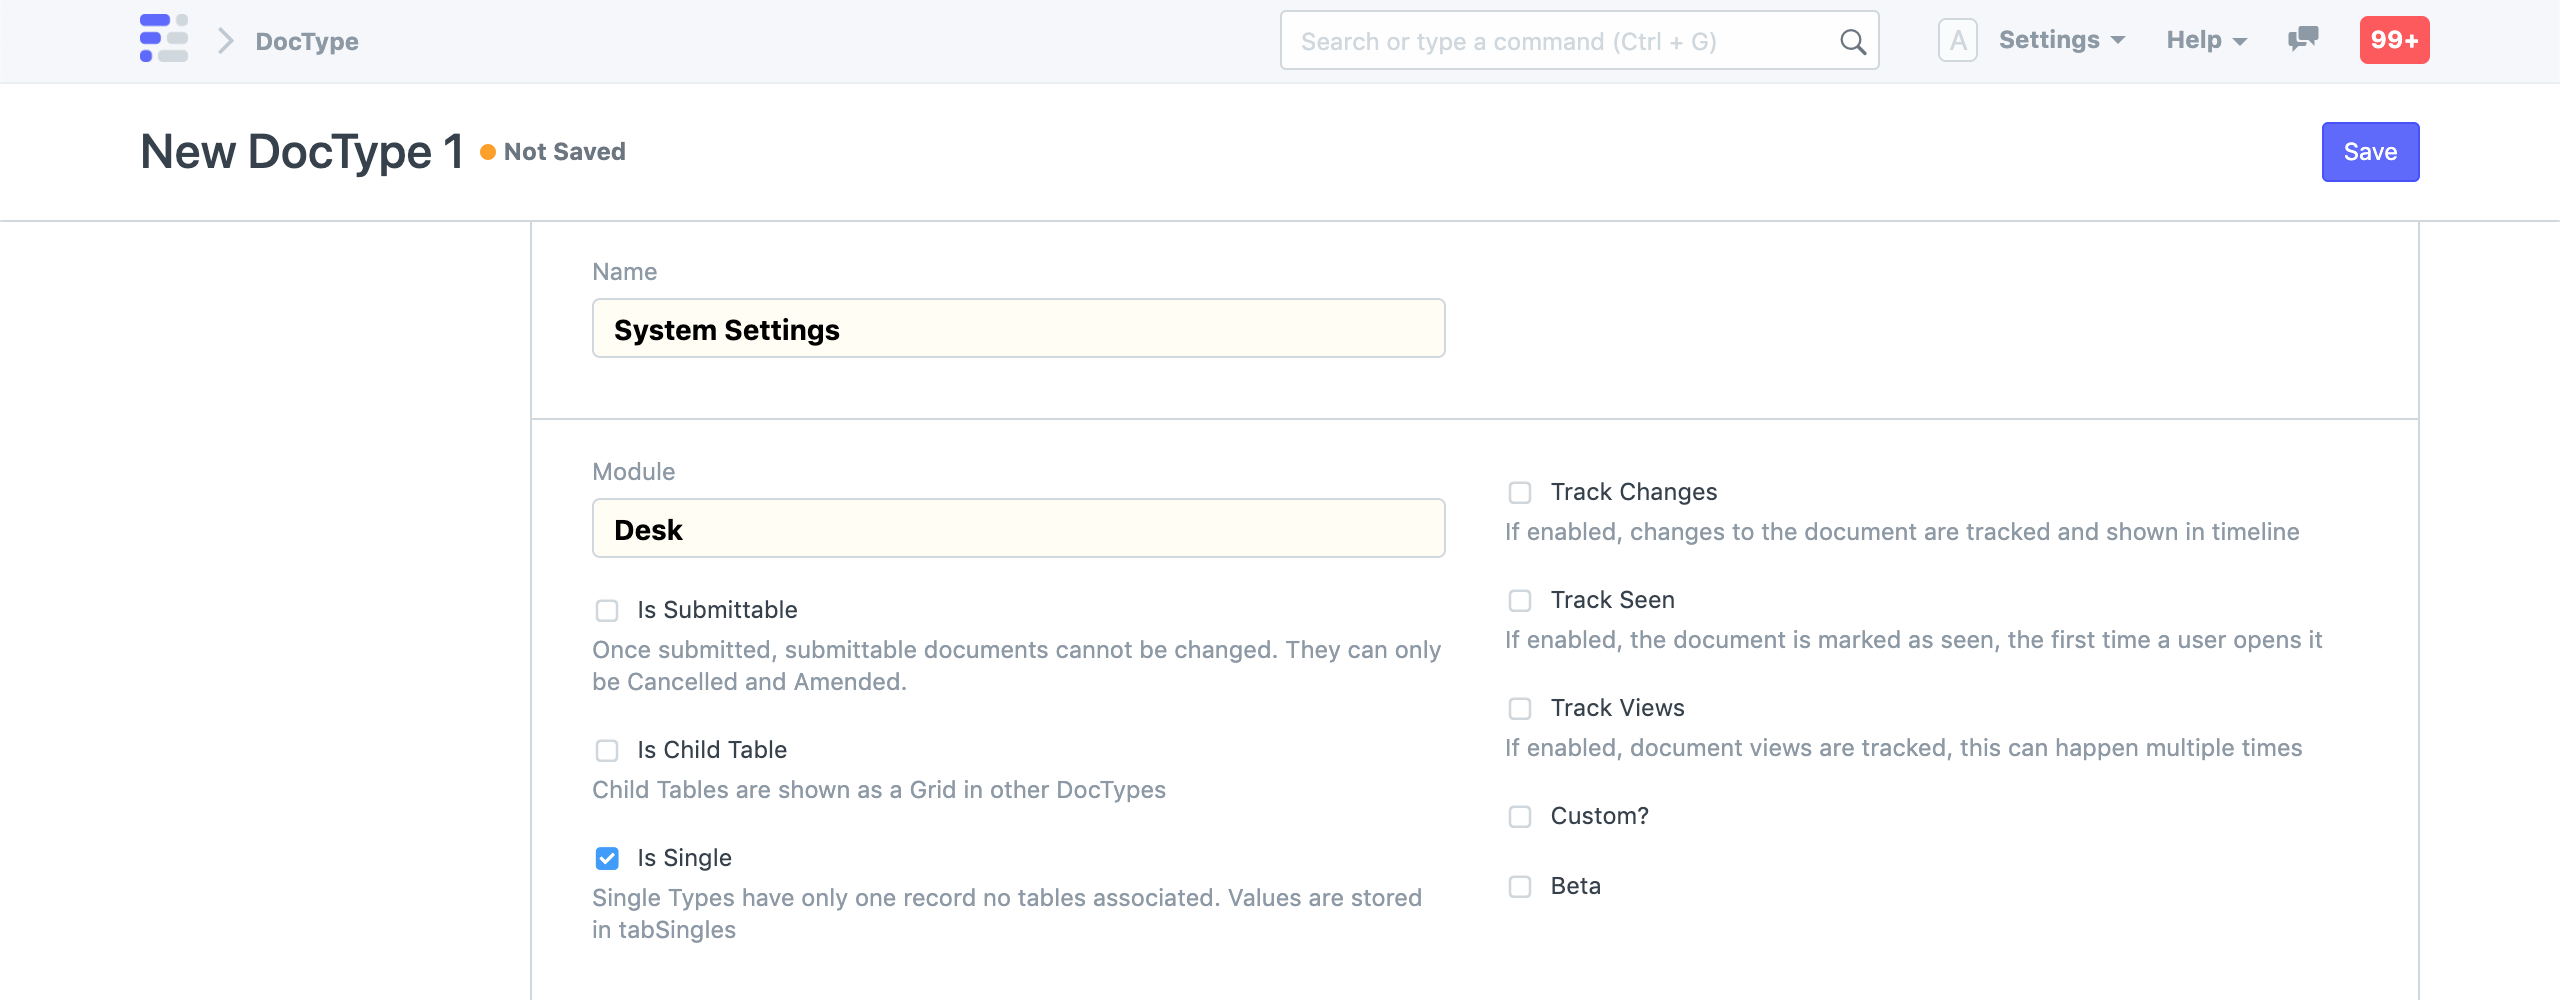 DocType
Search or type a command (Ctrl + G)
A
Settings
Help
99+
New DocType 1
Not Saved
Save
Name
System Settings
Module
Desk
Is Submittable
Once submitted, submittable documents cannot be changed. They can only
be Cancelled and Amended.
Is Child Table
Child Tables are shown as a Grid in other DocTypes
Is Single
Single Types have only one record no tables associated. Values are stored
in tabSingles
Track Changes
If enabled, changes to the document are tracked and shown in timeline
Track Seen
If enabled, the document is marked as seen, the first time a user opens it
Track Views
If enabled, document views are tracked, this can happen multiple times
Custom?
Beta